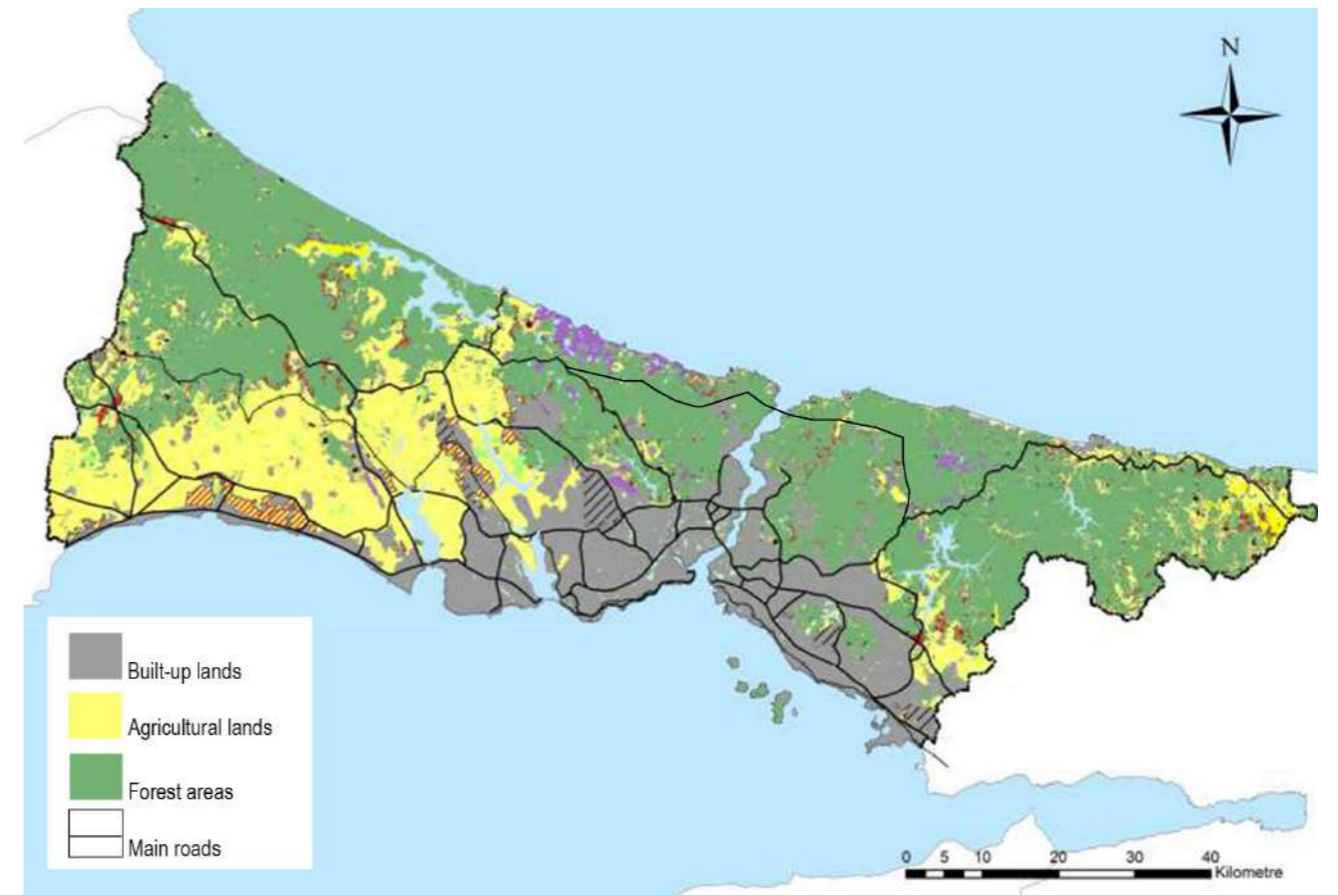 N
Built-up lands
Agricultural lands
Forest areas
Main roads
0 5 10 20 30 40
Kilometre